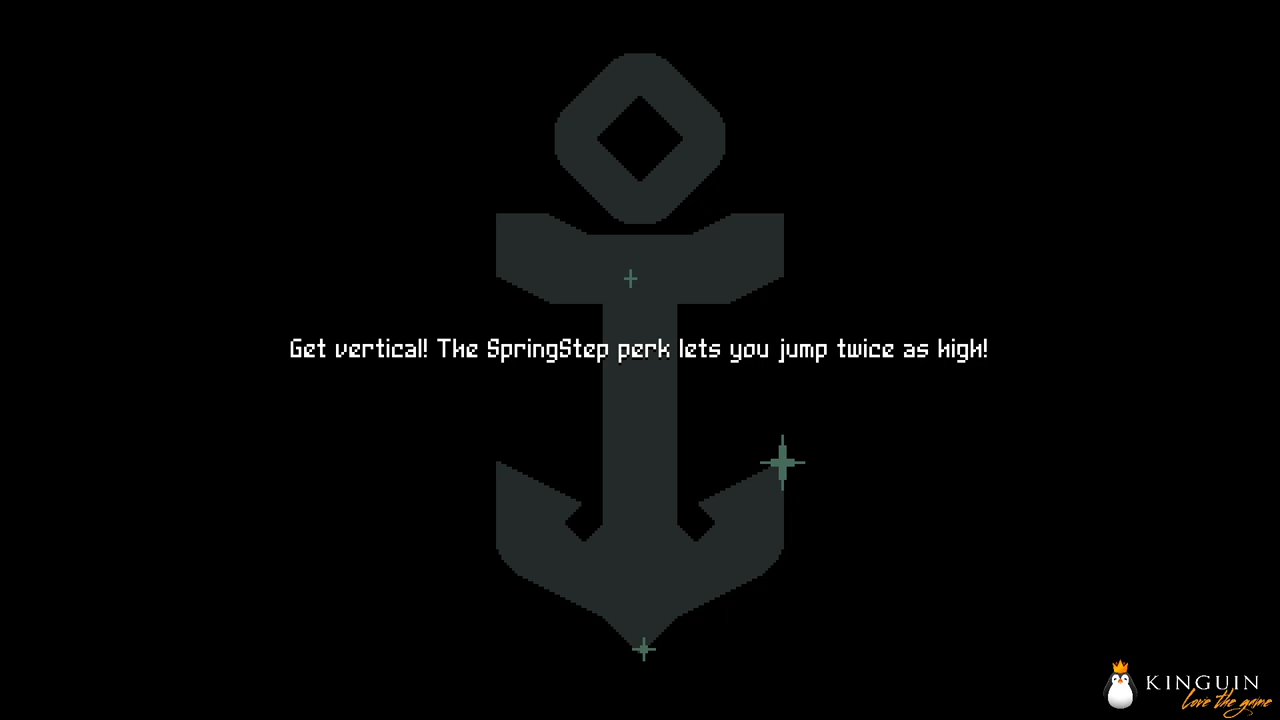 Get vertical! The SpringStep perk lets you jump twice as high!
KINGUIN
love the game